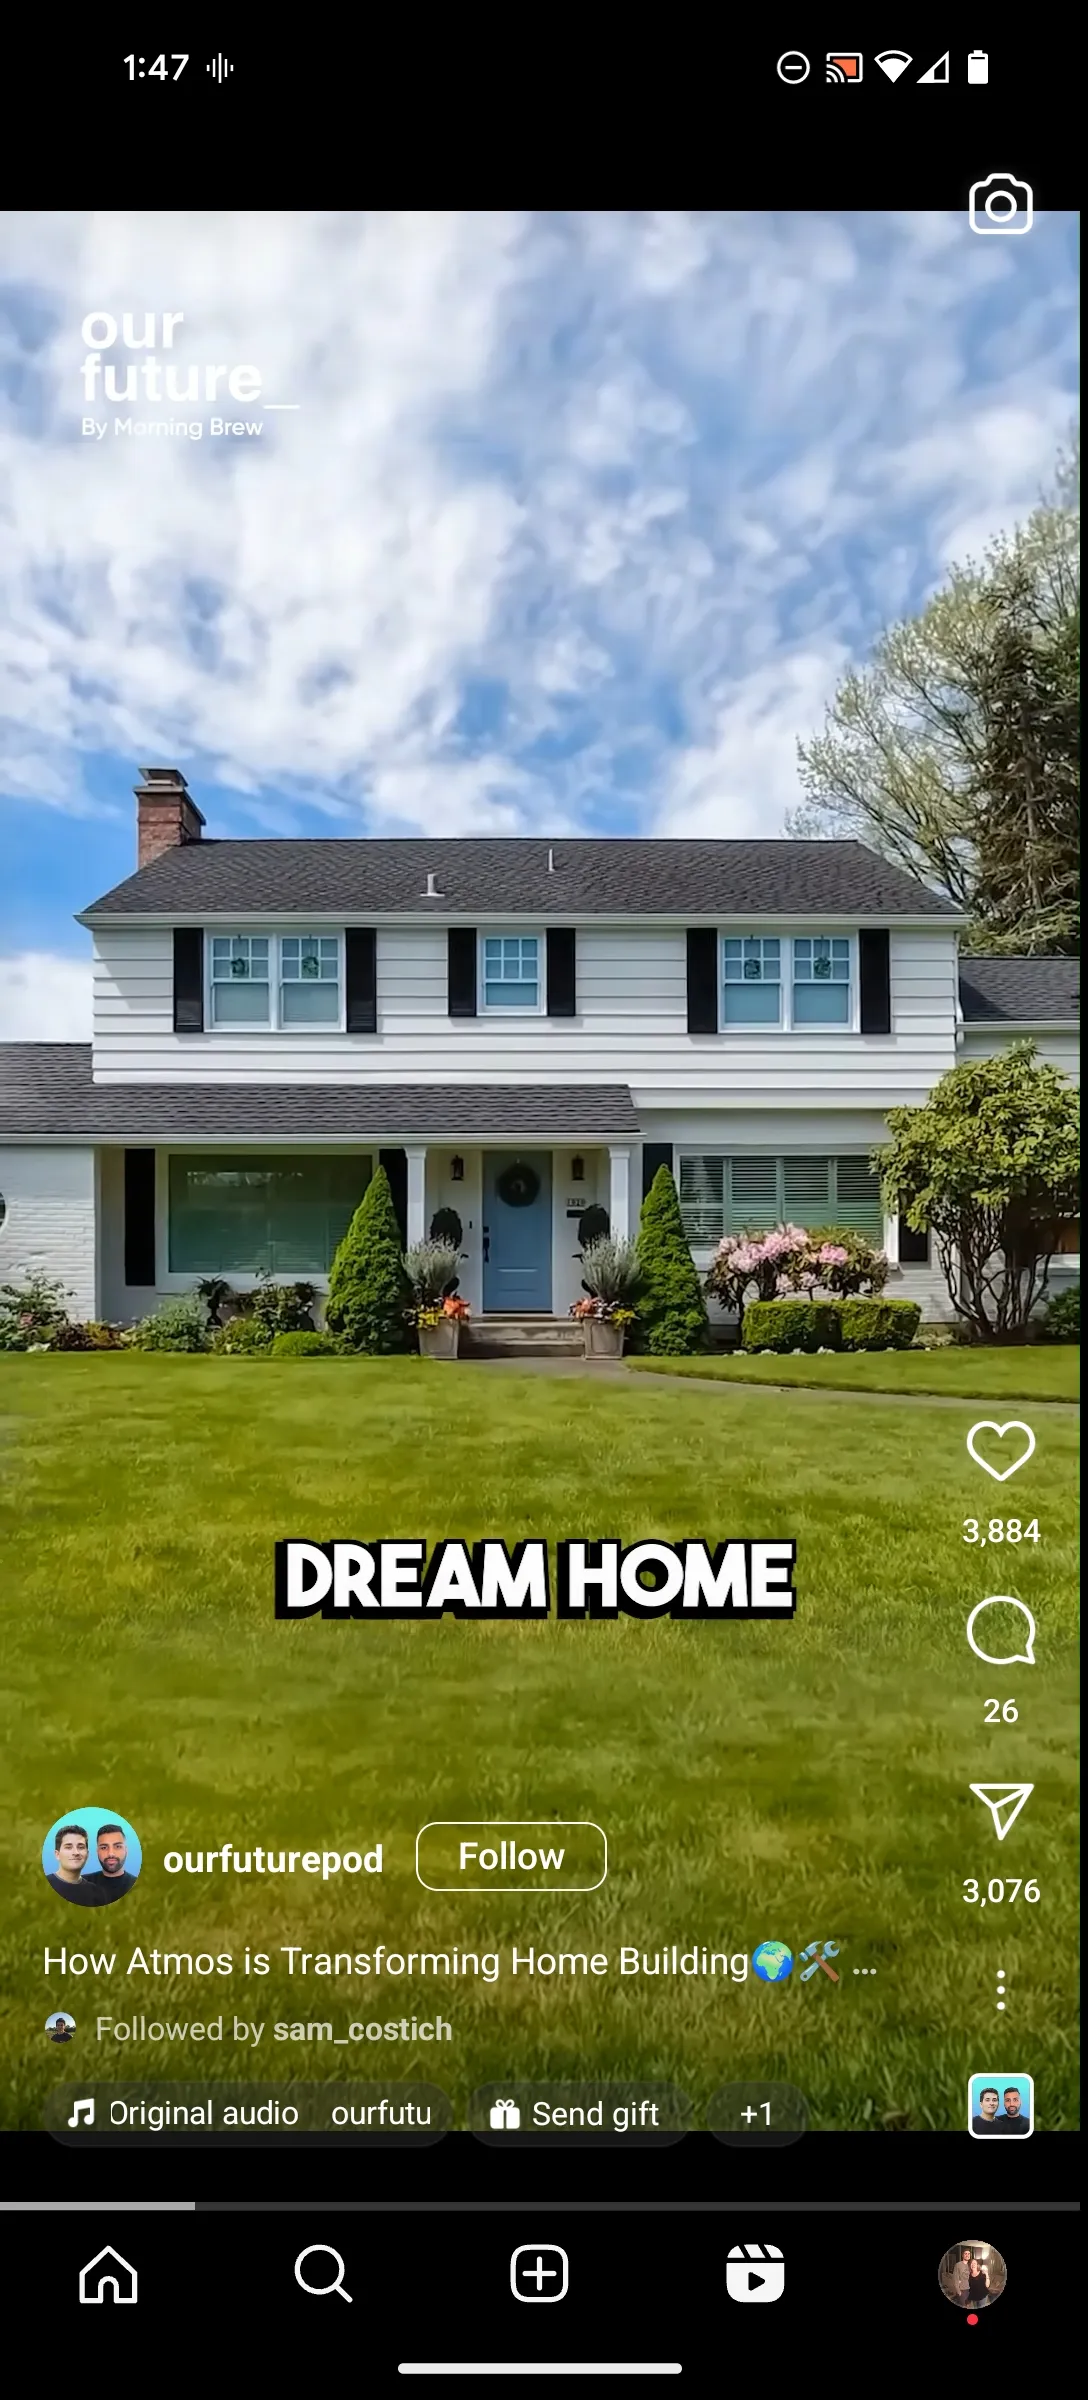 1:47
our
future_
By Morning Brew
DREAM HOME
3,884
26
3,076
ourfuturepod
Follow
How Atmos is Transforming Home Building🌍🛠️ ...
Followed by sam_costich
Original audio ourfutu
Send gift
+1